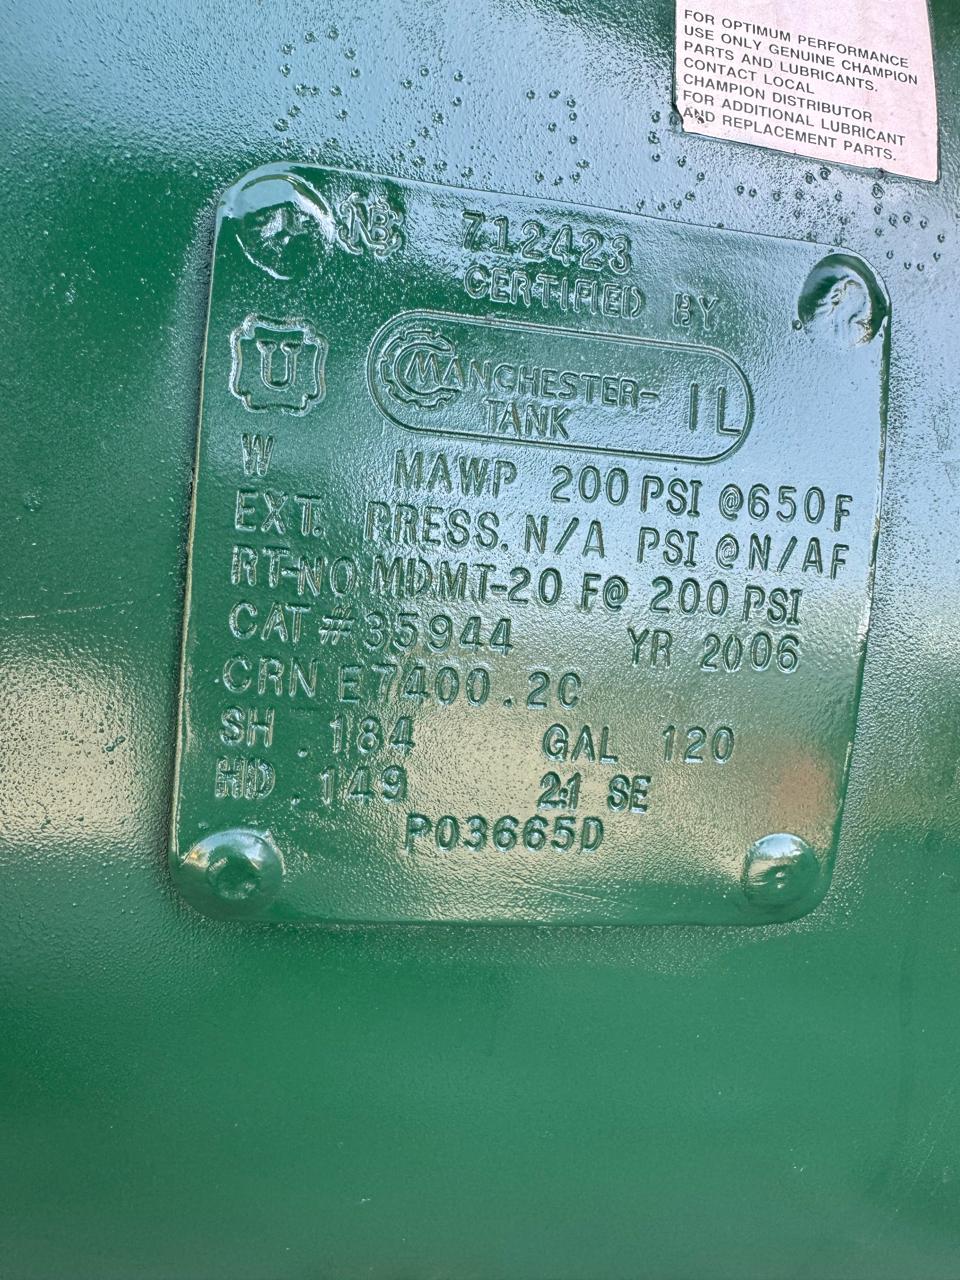 FOR OPTIMUM PERFORMANCE
USE ONLY GENUINE CHAMPION
PARTS AND LUBRICANTS.
CONTACT LOCAL
CHAMPION DISTRIBUTOR
FOR ADDITIONAL LUBRICANT
AND REPLACEMENT PARTS.
NB 712423
CERTIFIED BY
U MANCHESTER-
TANK IL
W MAWP 200 PSI @650F
EXT. PRESS. N/A PSI @N/AF
RT-NO MDMT-20 F@ 200 PSI
CAT #35944 YR 2006
CRN E7400.2C
SH .184 GAL 120
HD .149 2:1 SE
P03665D